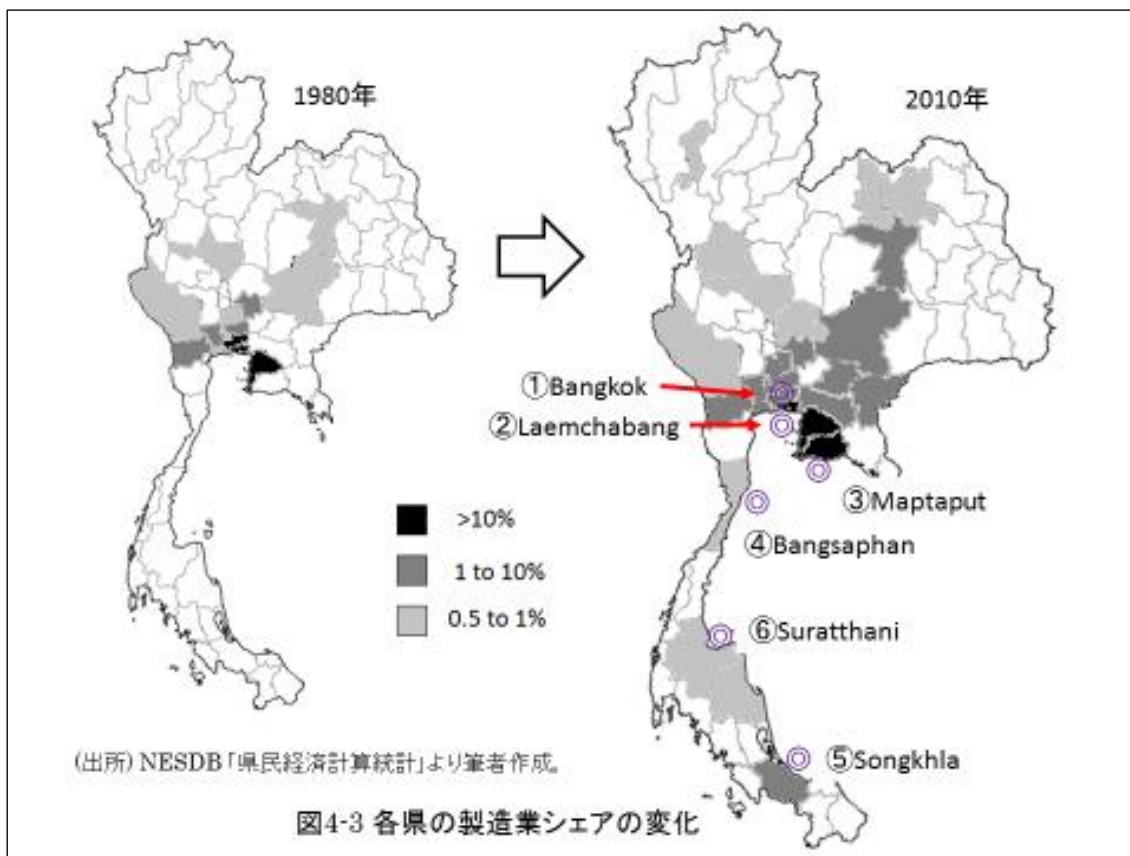 1980年
2010年
①Bangkok
②Laemchabang
③Maptaput
④Bangsaphan
⑥Suratthani
⑤Songkhla
>10%
1 to 10%
0.5 to 1%
(出所) NESDB「県民経済計算統計」より筆者作成。
図4-3 各県の製造業シェアの変化